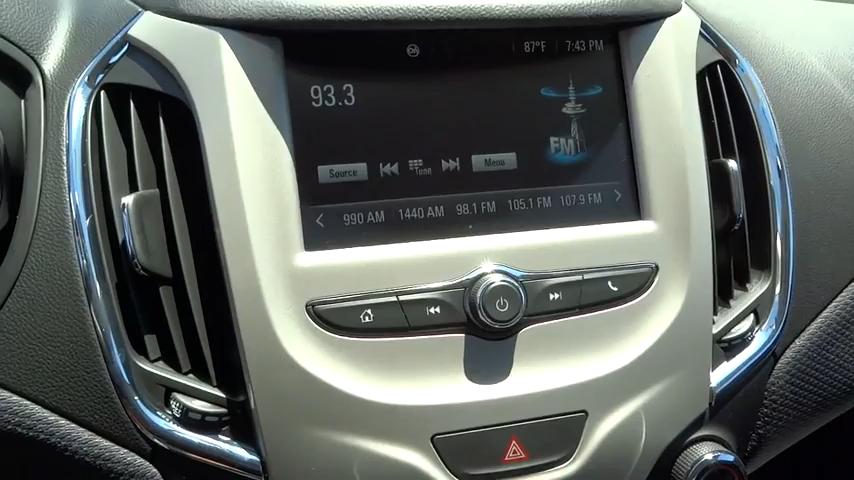 87°F 7:43 PM
93.3
FM
Source Tune Menu
990 AM 1440 AM 98.1 FM 105.1 FM 107.9 FM